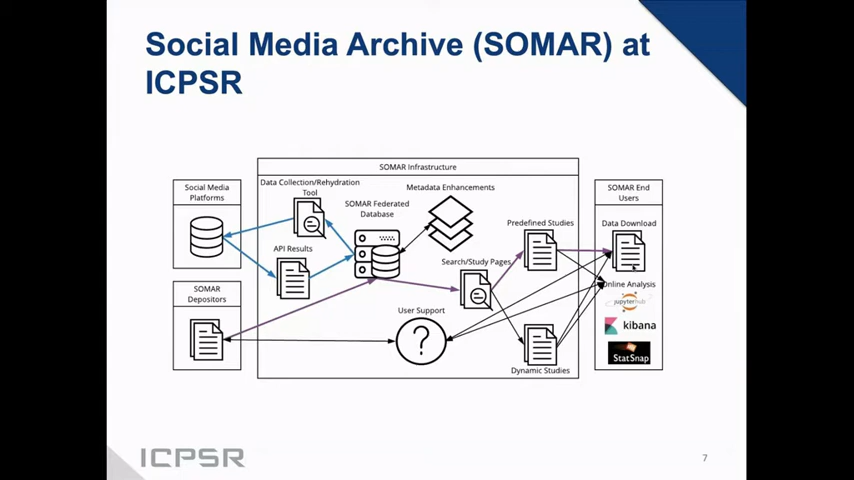 Social Media Archive (SOMAR) at
ICPSR
SOMAR Infrastructure
Social Media
Platforms
SOMAR
Depositors
Data Collection/Rehydration
Tool
API Results
SOMAR Federated
Database
Metadata Enhancements
Search/Study Pages
User Support
?
Predefined Studies
Dynamic Studies
SOMAR End
Users
Data Download
Online Analysis
jupyterhub
kibana
StatSnap
ICPSR
7